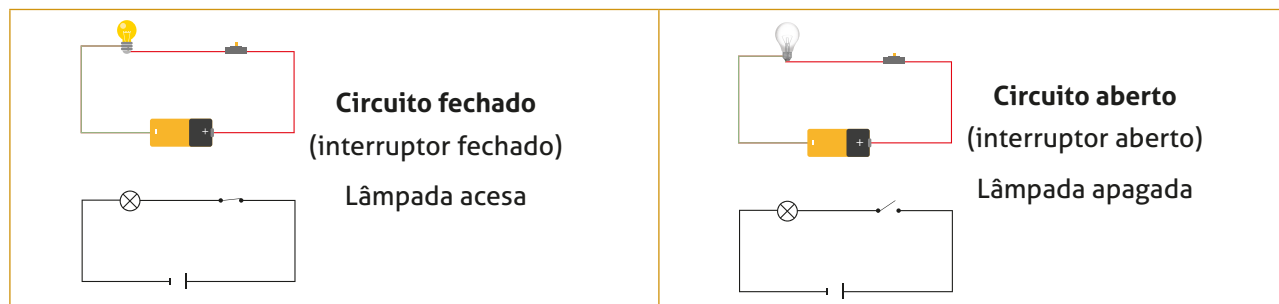 Circuito fechado
(interruptor fechado)
Lâmpada acesa
Circuito aberto
(interruptor aberto)
Lâmpada apagada